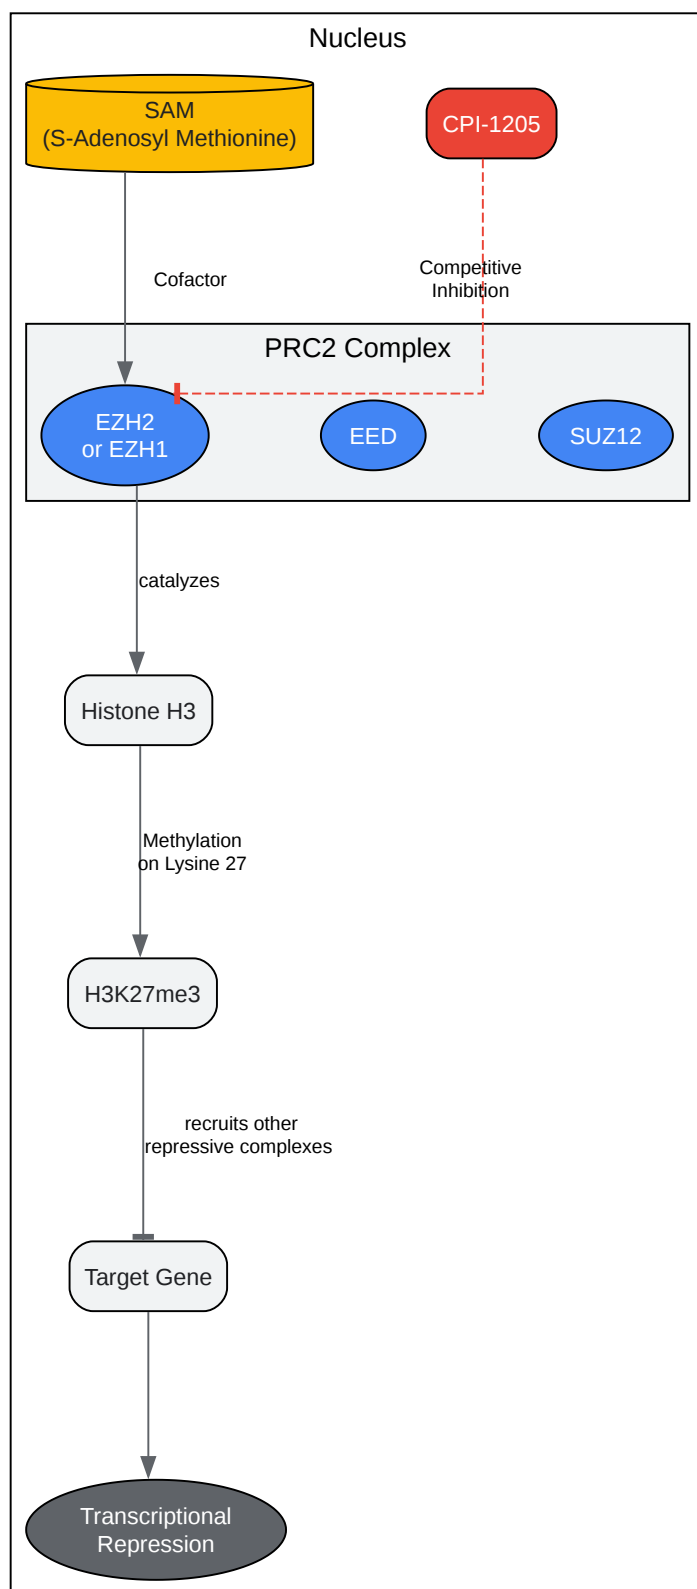 Nucleus
SAM
(S-Adenosyl Methionine)
CPI-1205
Cofactor
Competitive
Inhibition
PRC2 Complex
EZH2
or EZH1
EED
SUZ12
catalyzes
Histone H3
Methylation
on Lysine 27
H3K27me3
recruits other
repressive complexes
Target Gene
Transcriptional
Repression